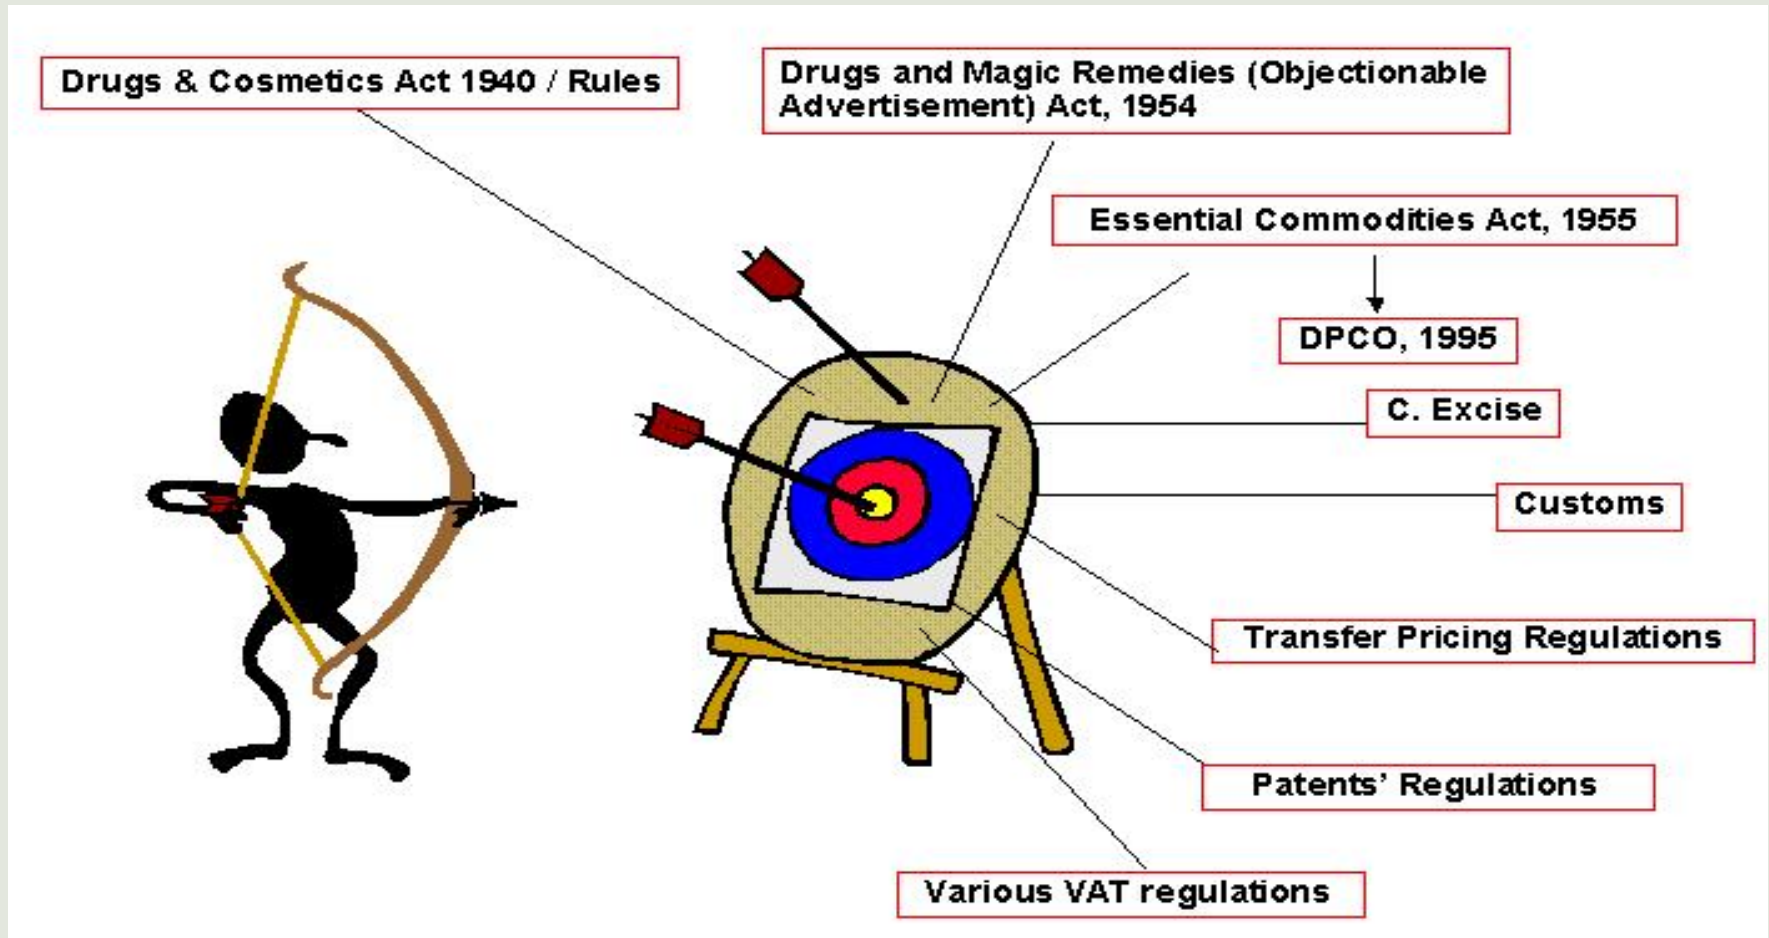 Drugs & Cosmetics Act 1940 / Rules
Drugs and Magic Remedies (Objectionable
Advertisement) Act, 1954
Essential Commodities Act, 1955
DPCO, 1995
C. Excise
Customs
Transfer Pricing Regulations
Patents’ Regulations
Various VAT regulations